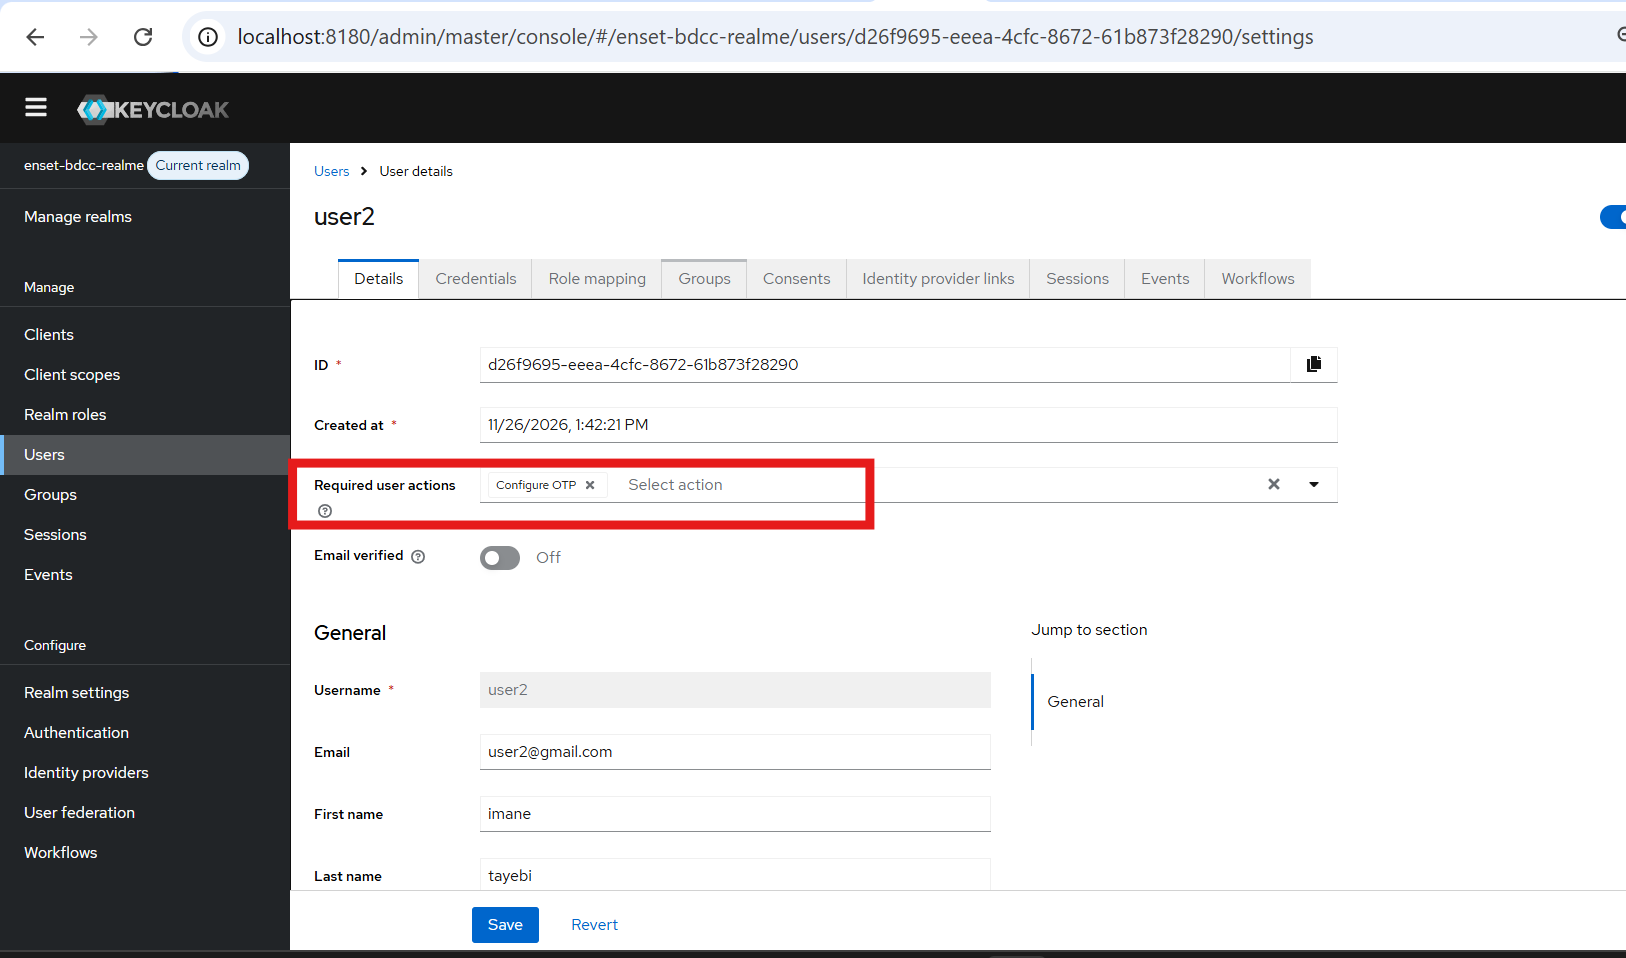 localhost:8180/admin/master/console/#/enset-bdcc-realme/users/d26f9695-eeea-4cfc-8672-61b873f28290/settings
KEYCLOAK
enset-bdcc-realme Current realm
Manage realms
Manage
Clients
Client scopes
Realm roles
Users
Groups
Sessions
Events
Configure
Realm settings
Authentication
Identity providers
User federation
Workflows
Users > User details
user2
Details Credentials Role mapping Groups Consents Identity provider links Sessions Events Workflows
ID * d26f9695-eeea-4cfc-8672-61b873f28290
Created at * 11/26/2026, 1:42:21 PM
Required user actions Configure OTP Select action
Email verified Off
General
Jump to section
General
Username * user2
Email user2@gmail.com
First name imane
Last name tayebi
Save Revert